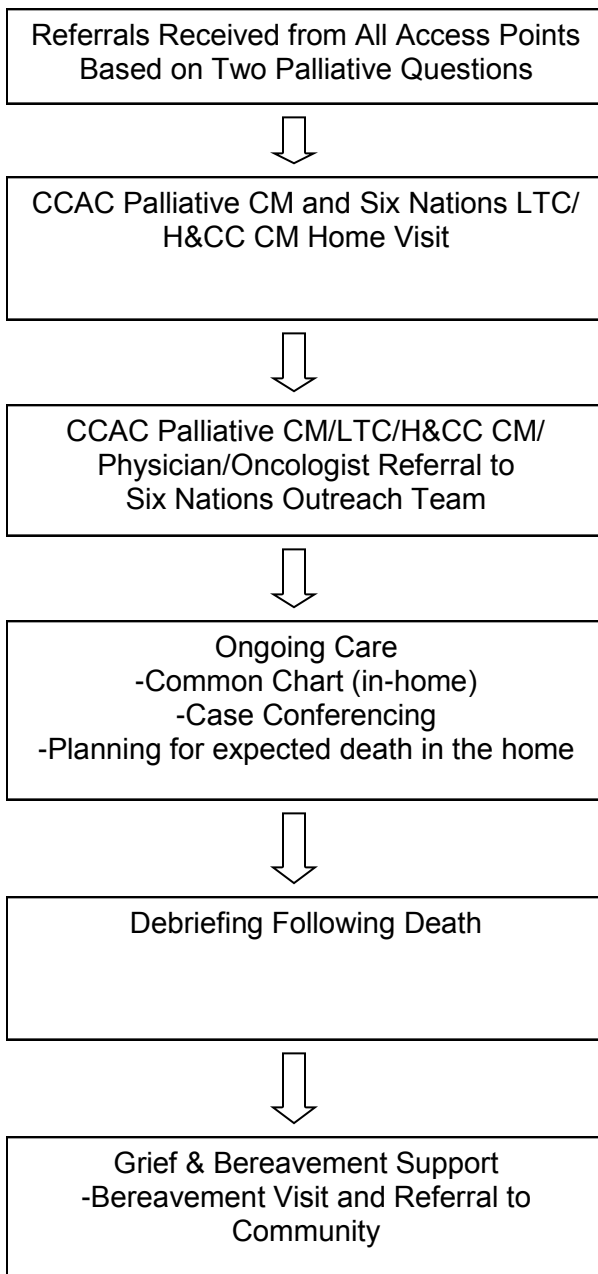 Referrals Received from All Access Points
Based on Two Palliative Questions
CCAC Palliative CM and Six Nations LTC/
H&CC CM Home Visit
CCAC Palliative CM/LTC/H&CC CM/
Physician/Oncologist Referral to
Six Nations Outreach Team
Ongoing Care
-Common Chart (in-home)
-Case Conferencing
-Planning for expected death in the home
Debriefing Following Death
Grief & Bereavement Support
-Bereavement Visit and Referral to
Community